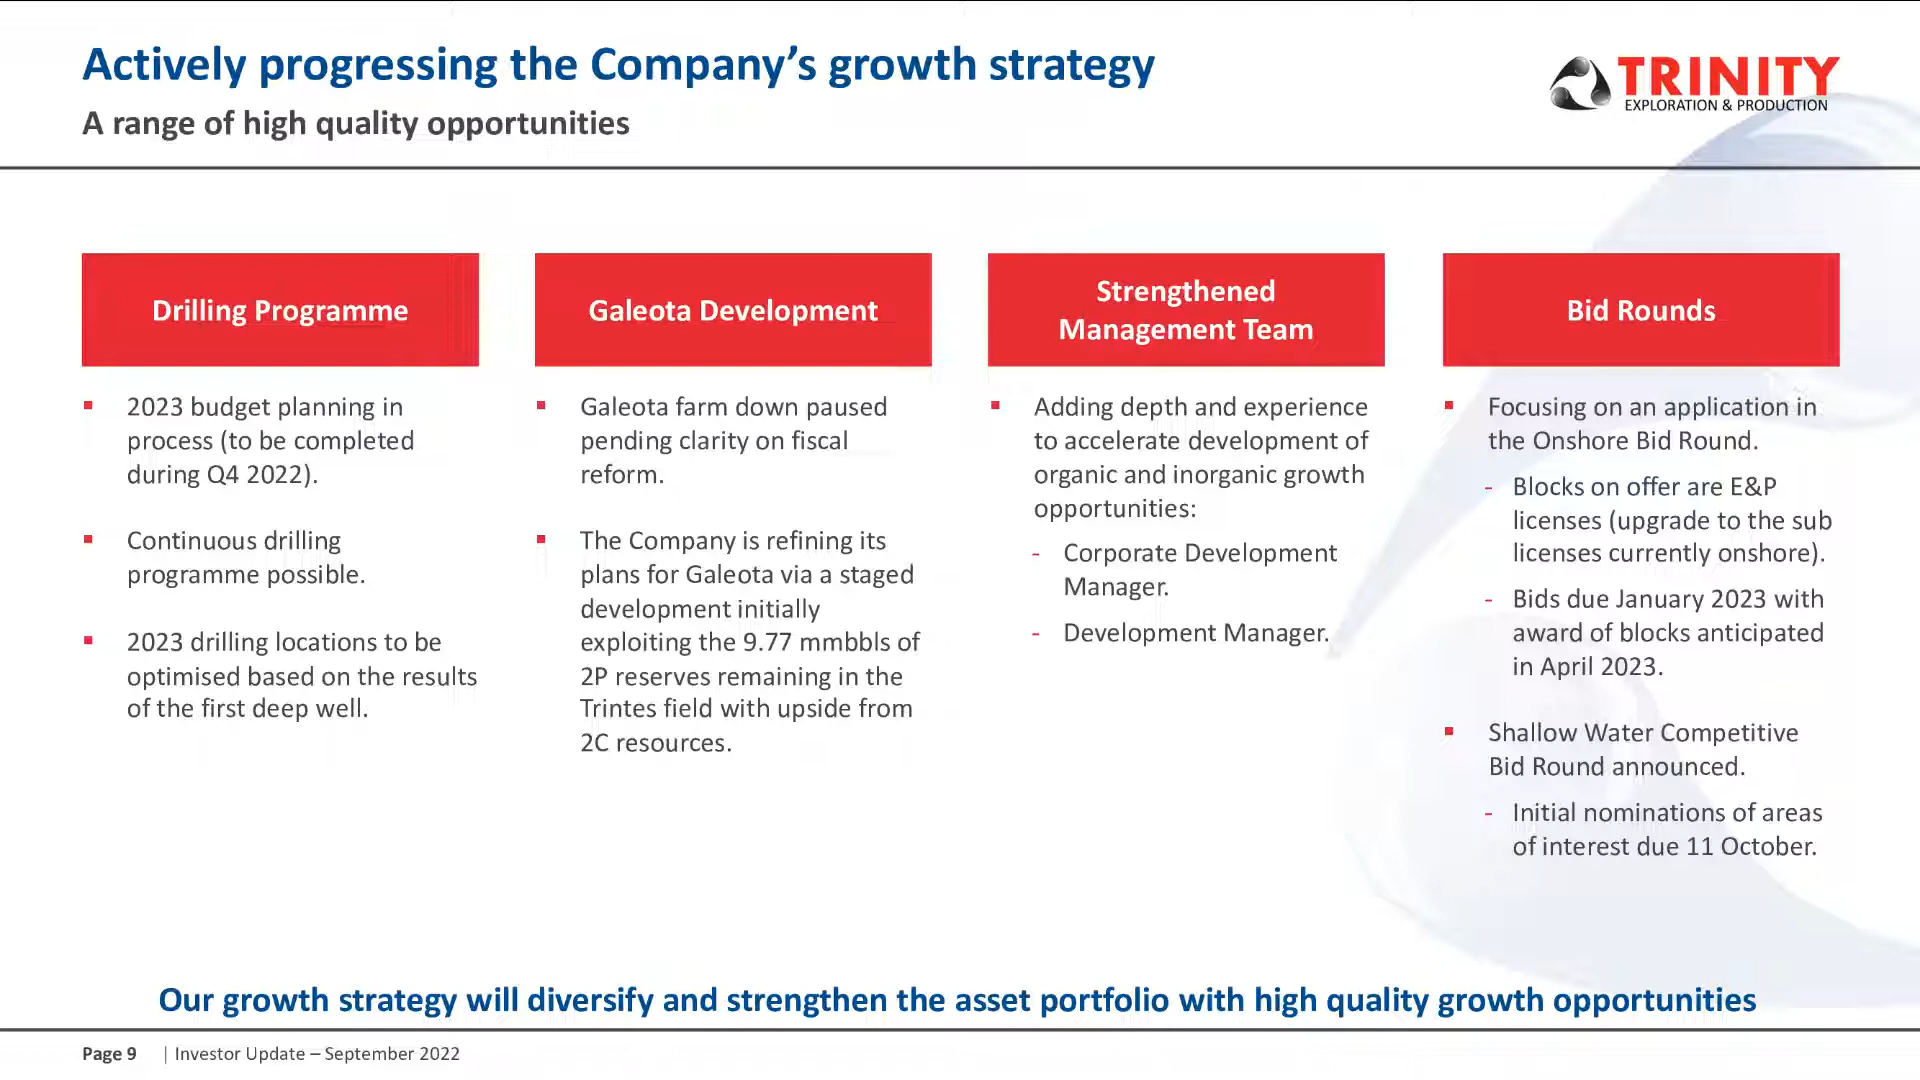 Actively progressing the Company’s growth strategy
A range of high quality opportunities
TRINITY
EXPLORATION & PRODUCTION
Drilling Programme
▪ 2023 budget planning in
process (to be completed
during Q4 2022).
▪ Continuous drilling
programme possible.
▪ 2023 drilling locations to be
optimised based on the results
of the first deep well.
Galeota Development
▪ Galeota farm down paused
pending clarity on fiscal
reform.
▪ The Company is refining its
plans for Galeota via a staged
development initially
exploiting the 9.77 mmbbls of
2P reserves remaining in the
Trintes field with upside from
2C resources.
Strengthened
Management Team
▪ Adding depth and experience
to accelerate development of
organic and inorganic growth
opportunities:
- Corporate Development
Manager.
- Development Manager.
Bid Rounds
▪ Focusing on an application in
the Onshore Bid Round.
- Blocks on offer are E&P
licenses (upgrade to the sub
licenses currently onshore).
- Bids due January 2023 with
award of blocks anticipated
in April 2023.
▪ Shallow Water Competitive
Bid Round announced.
- Initial nominations of areas
of interest due 11 October.
Our growth strategy will diversify and strengthen the asset portfolio with high quality growth opportunities
Page 9 | Investor Update – September 2022